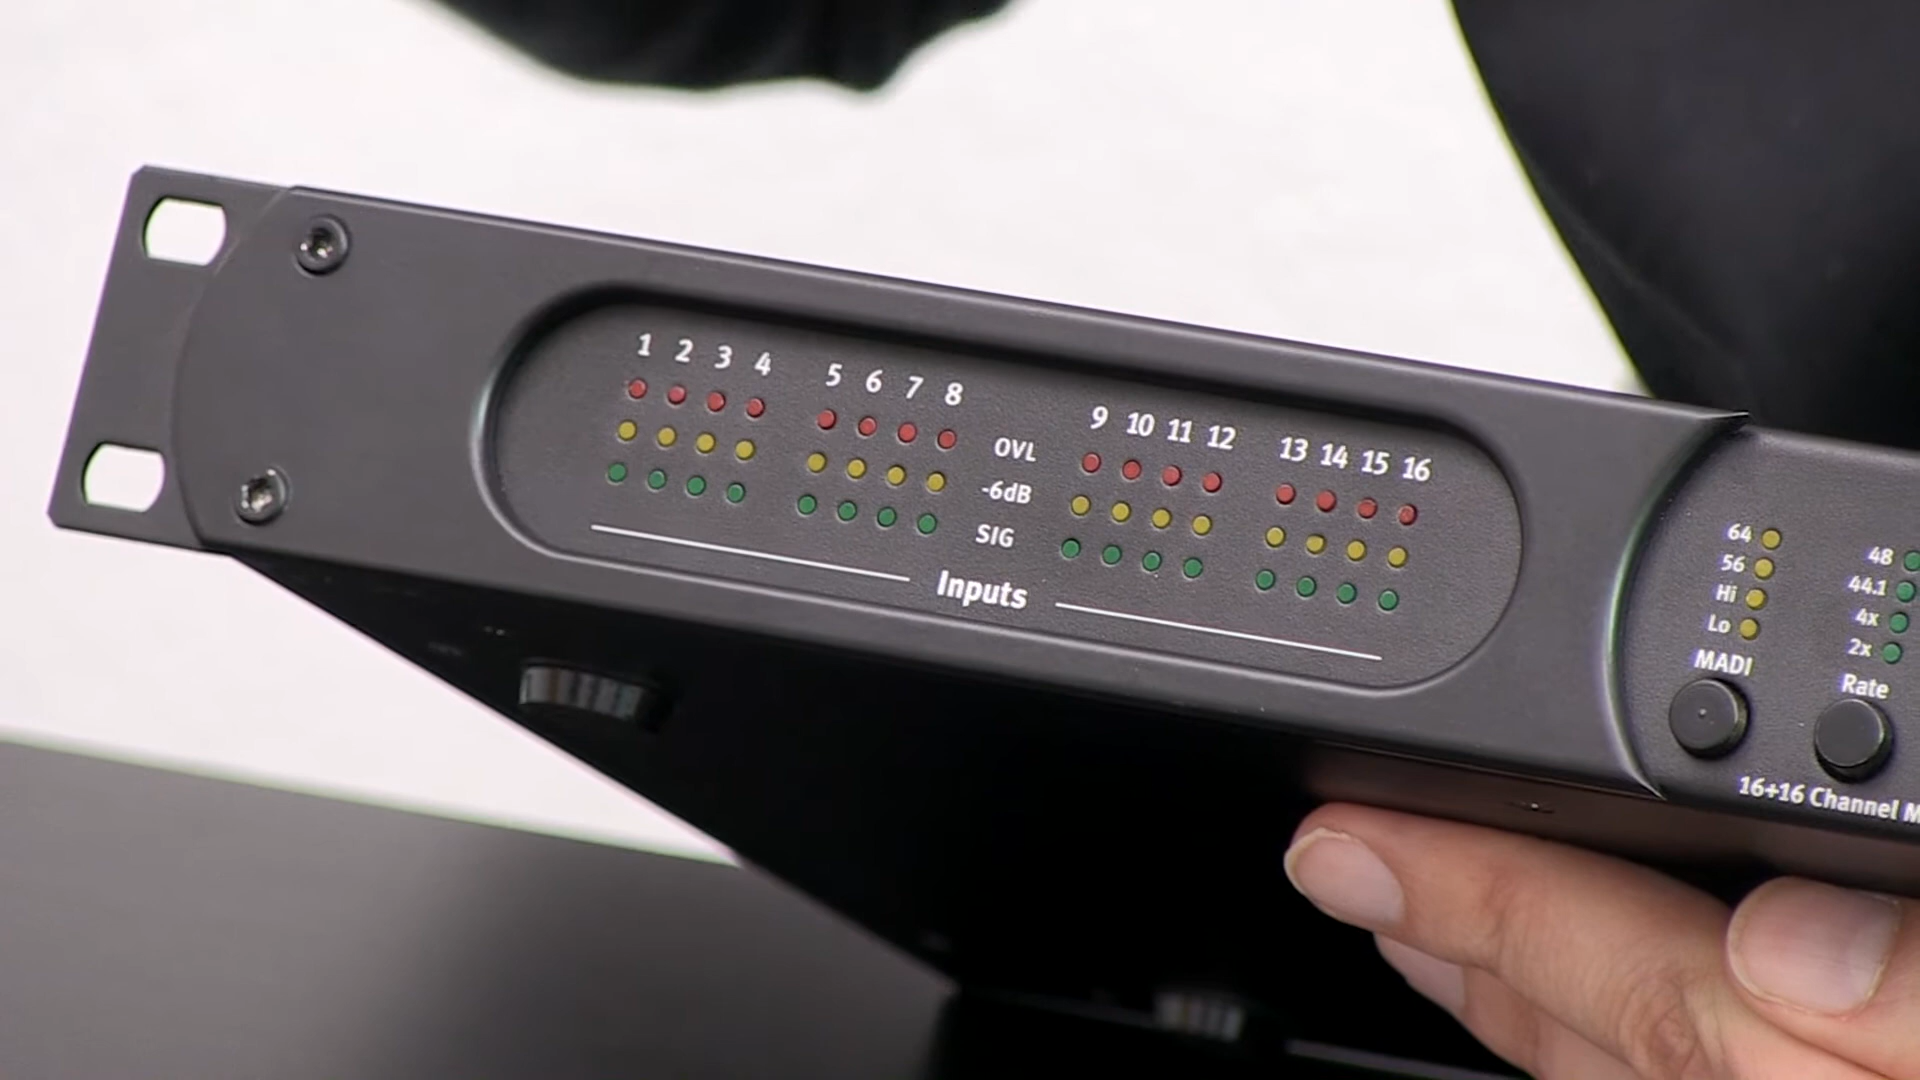 1 2 3 4 5 6 7 8 9 10 11 12 13 14 15 16
OVL
-6dB
SIG
Inputs
64
56
Hi
Lo
MADI
48
44.1
4x
2x
Rate
16+16 Channel